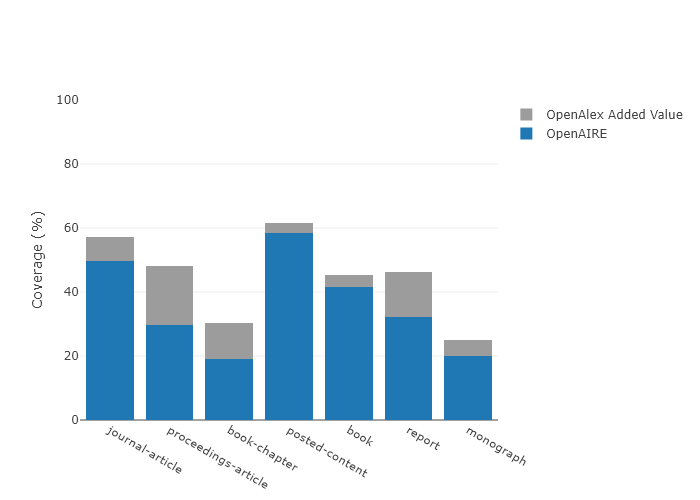 100
80
60
40
20
0
Coverage (%)
OpenAlex Added Value
OpenAIRE
journal-article
proceedings-article
book-chapter
posted-content
book
report
monograph